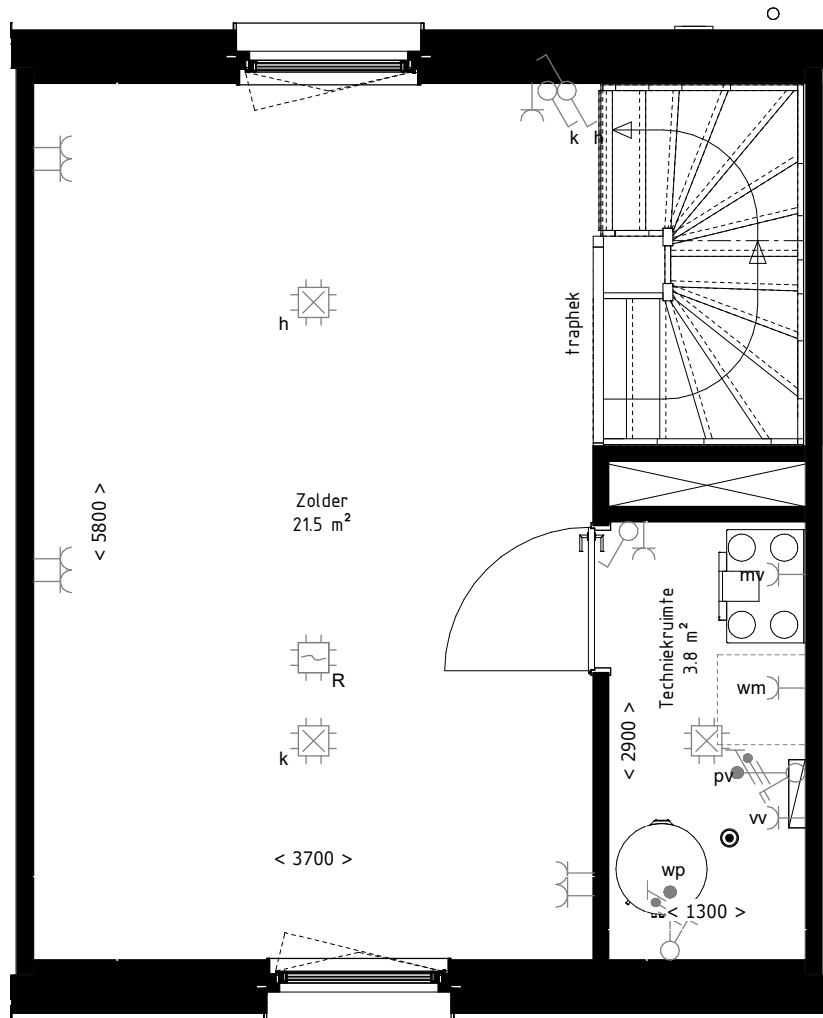 k h
h
traphek
< 5800 >
Zolder
21.5 m²
mv
Techniekruimte
3.8 m²
R
wm
k
< 2900 >
pv
vv
< 3700 >
wp
< 1300 >